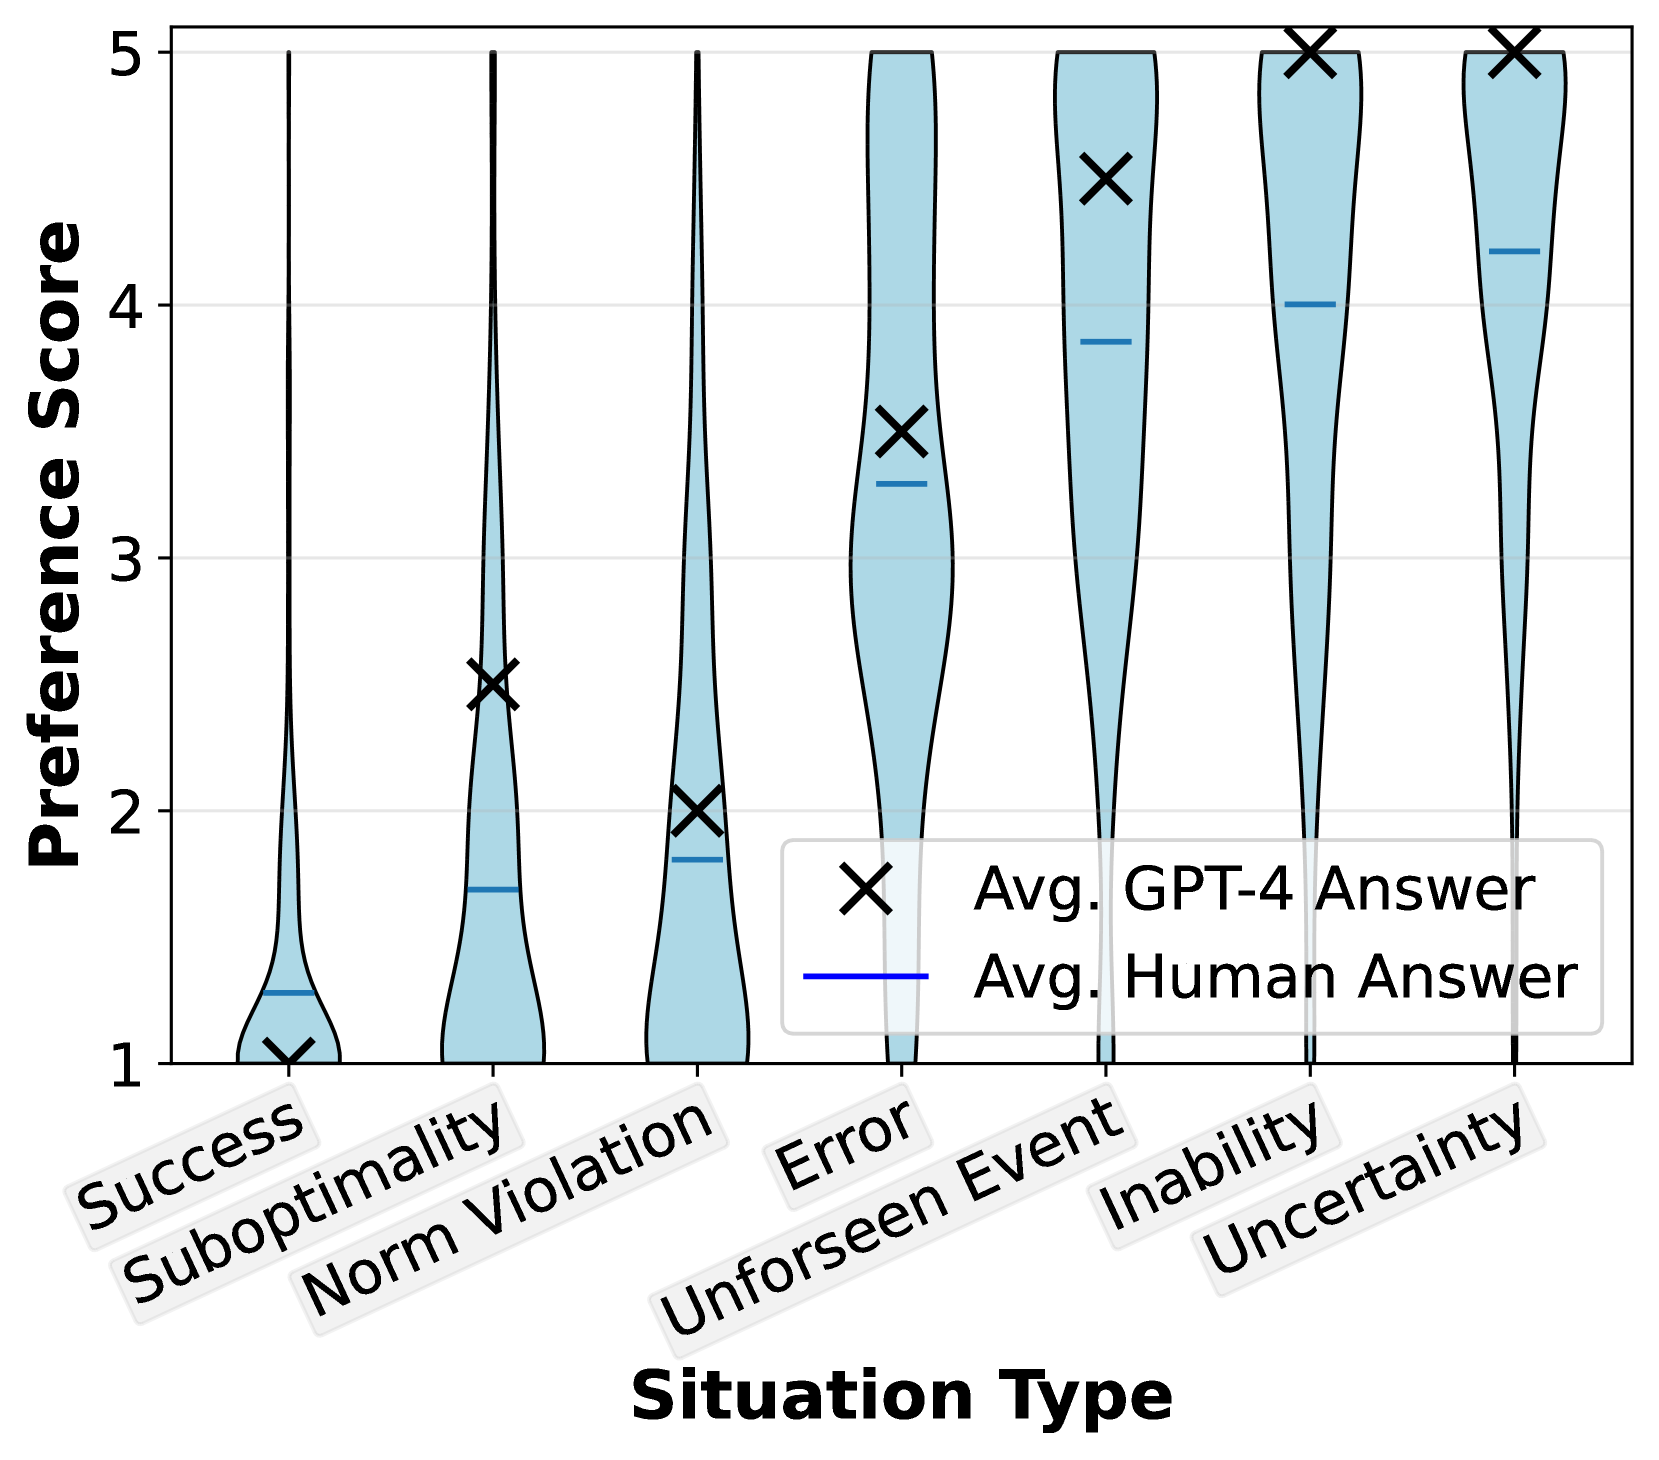 Preference Score
5
4
3
2
1
Avg. GPT-4 Answer
Avg. Human Answer
Success
Suboptimality
Norm Violation
Error
Unforseen Event
Inability
Uncertainty
Situation Type